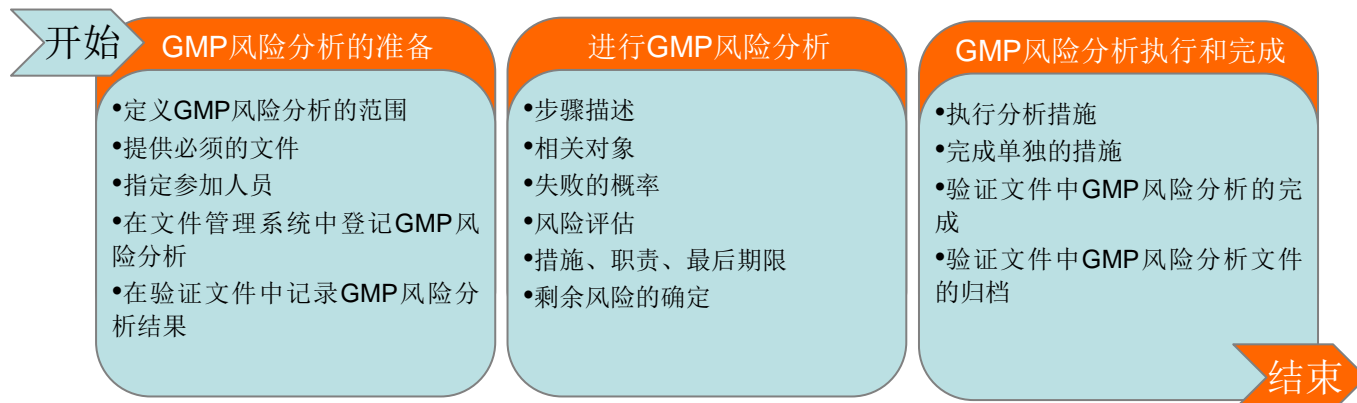 开始
GMP风险分析的准备
•定义GMP风险分析的范围
•提供必须的文件
•指定参加人员
•在文件管理系统中登记GMP风
险分析
•在验证文件中记录GMP风险分
析结果
进行GMP风险分析
•步骤描述
•相关对象
•失败的概率
•风险评估
•措施、职责、最后期限
•剩余风险的确定
GMP风险分析执行和完成
•执行分析措施
•完成单独的措施
•验证文件中GMP风险分析的完
成
•验证文件中GMP风险分析文件
的归档
结束